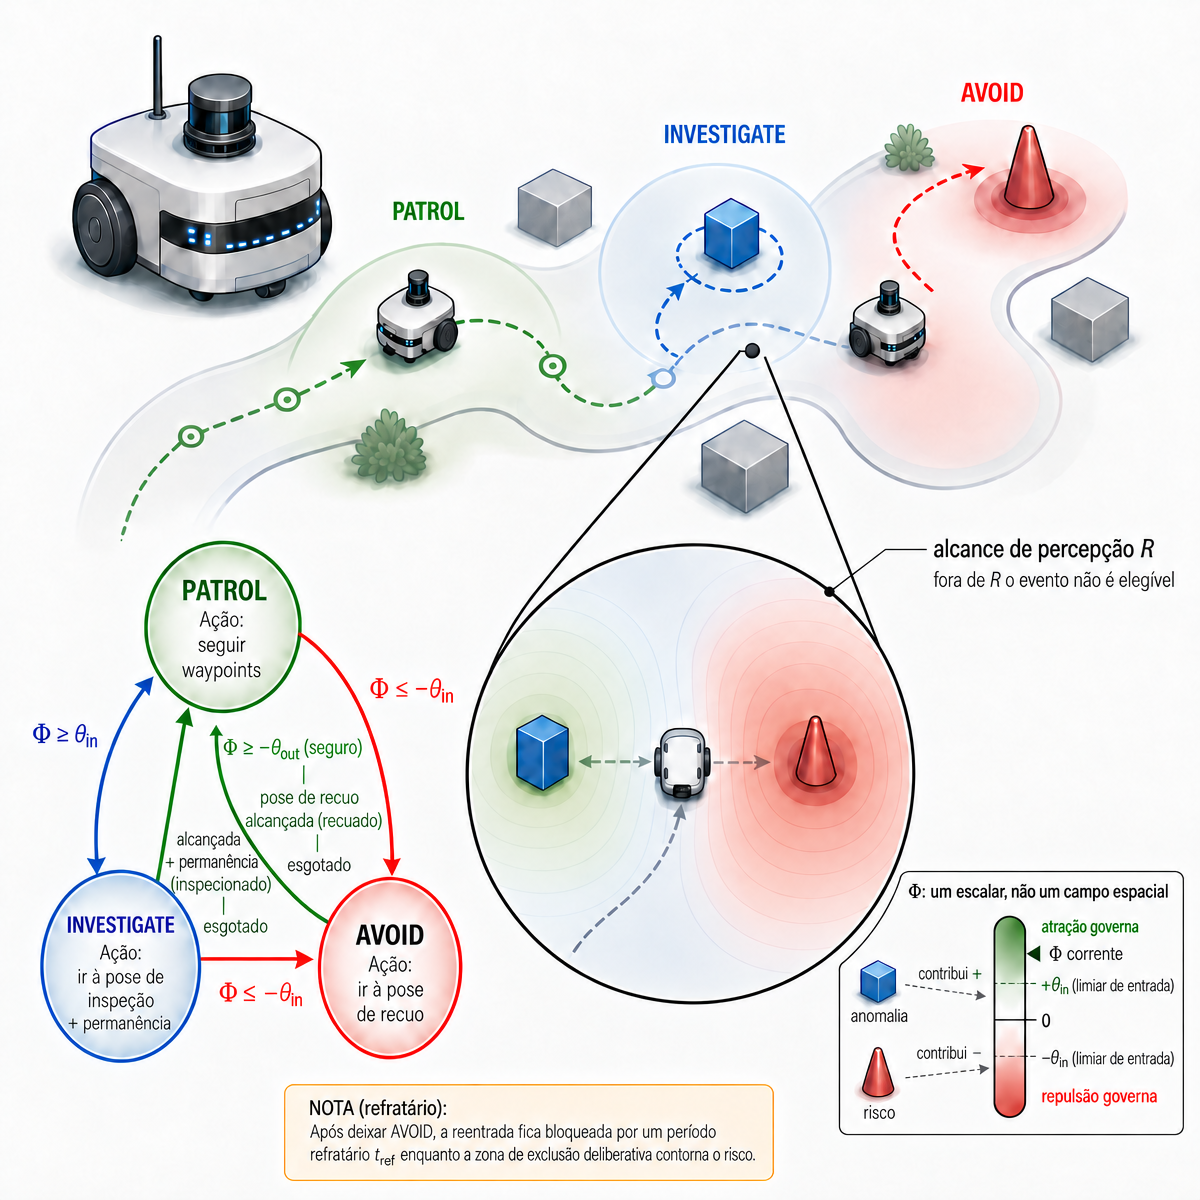 AVOID
INVESTIGATE
PATROL
alcance de percepção R
fora de R o evento não é elegível
PATROL
Ação:
seguir
waypoints
Φ ≤ −θin
Φ ≥ θin
Φ ≥ −θout (seguro)
|
pose de recuo
alcançada (recuado)
|
esgotado
alcançada
+ permanência
(inspecionado)
|
esgotado
INVESTIGATE
Ação:
ir à pose de
inspeção
+ permanência
Φ ≤ −θin
AVOID
Ação:
ir à pose
de recuo
Φ: um escalar, não um campo espacial
atração governa
Φ corrente
contribui +
+θin (limiar de entrada)
anomalia
0
contribui −
−θin (limiar de entrada)
risco
repulsão governa
NOTA (refratário):
Após deixar AVOID, a reentrada fica bloqueada por um período
refratário tref enquanto a zona de exclusão deliberativa contorna o risco.